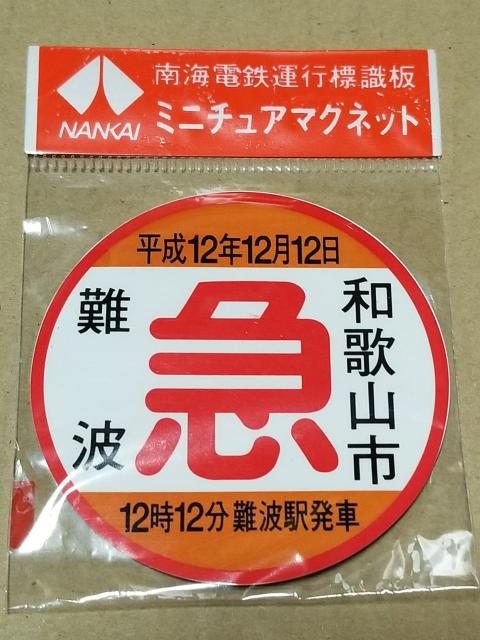 南海電鉄運行標識板
NANKAI
ミニチュアマグネット
平成12年12月12日
難波
急
和歌山市
12時12分難波駅発車